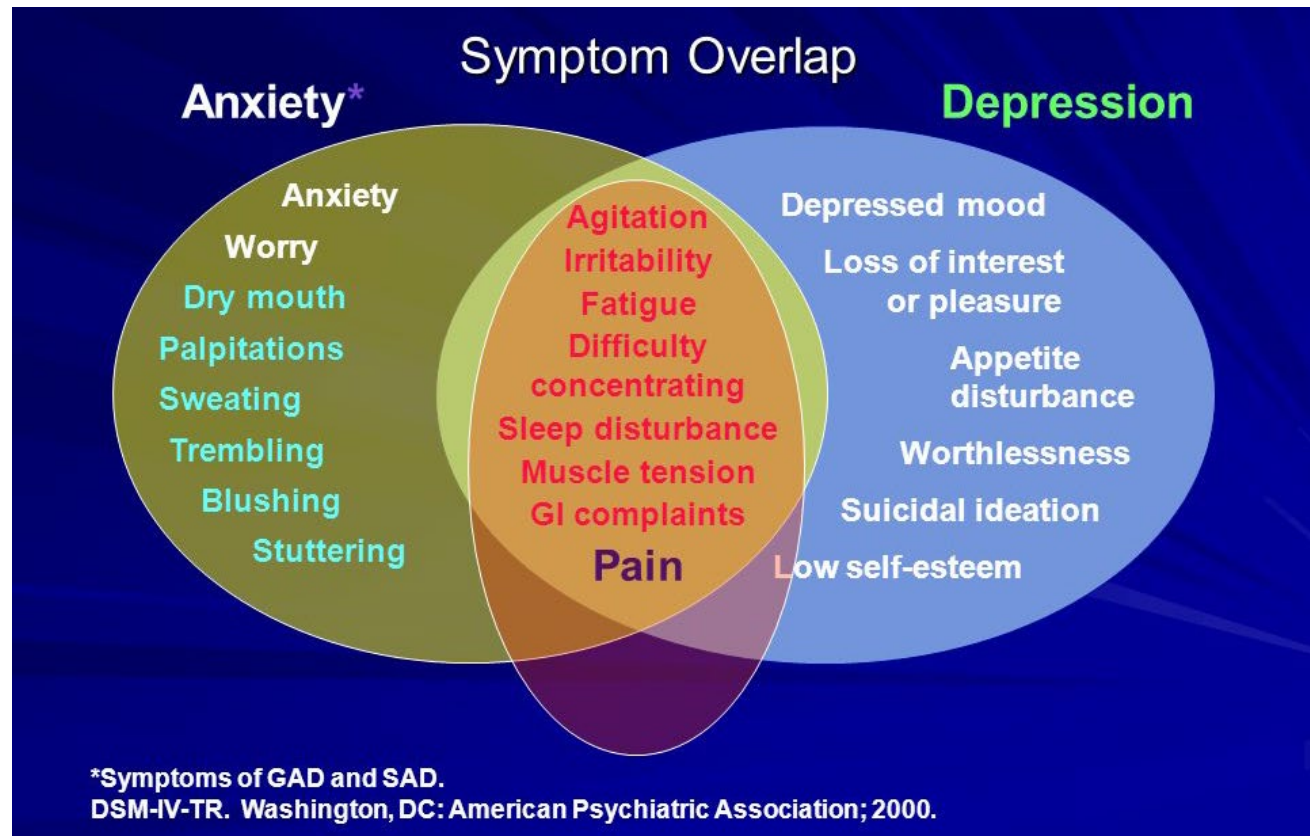 Symptom Overlap
Anxiety*
Depression
Anxiety
Worry
Dry mouth
Palpitations
Sweating
Trembling
Blushing
Stuttering
Agitation
Irritability
Fatigue
Difficulty
concentrating
Sleep disturbance
Muscle tension
GI complaints
Pain
Depressed mood
Loss of interest
or pleasure
Appetite
disturbance
Worthlessness
Suicidal ideation
Low self-esteem
*Symptoms of GAD and SAD.
DSM-IV-TR. Washington, DC: American Psychiatric Association; 2000.